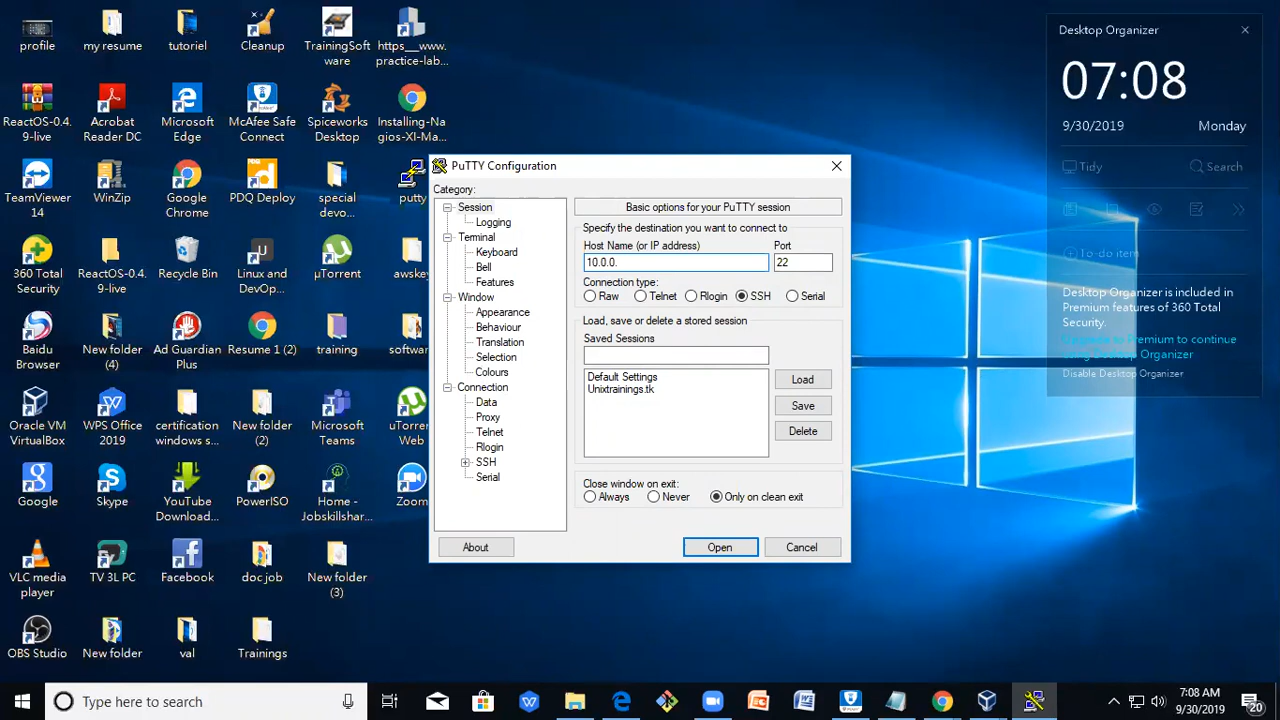 profile
my resume
tutoriel
Cleanup
TrainingSoft
ware
https__www.
practice-lab...
ReactOS-0.4.
9-live
Acrobat
Reader DC
Microsoft
Edge
McAfee Safe
Connect
Spiceworks
Desktop
Installing-Na
gios-XI-Ma...
TeamViewer
14
WinZip
Google
Chrome
PDQ Deploy
special
devo...
putty
360 Total
Security
ReactOS-0.4.
9-live
Recycle Bin
Linux and
DevOp...
µTorrent
awskey
Baidu
Browser
New folder
(4)
Ad Guardian
Plus
Resume 1 (2)
training
software
Oracle VM
VirtualBox
WPS Office
2019
certification
windows s...
New folder
(2)
Microsoft
Teams
uTorrent
Web
Google
Skype
YouTube
Download...
PowerISO
Home -
Jobskillshar...
Zoom
VLC media
player
TV 3L PC
Facebook
doc job
New folder
(3)
OBS Studio
New folder
val
Trainings
PuTTY Configuration
Category:
Session
Logging
Terminal
Keyboard
Bell
Features
Window
Appearance
Behaviour
Translation
Selection
Colours
Connection
Data
Proxy
Telnet
Rlogin
SSH
Serial
Basic options for your PuTTY session
Specify the destination you want to connect to
Host Name (or IP address)
Port
10.0.0.
22
Connection type:
Raw
Telnet
Rlogin
SSH
Serial
Load, save or delete a stored session
Saved Sessions
Default Settings
Unixtrainings.tk
Load
Save
Delete
Close window on exit:
Always
Never
Only on clean exit
About
Open
Cancel
Desktop Organizer
07:08
9/30/2019
Monday
Tidy
Search
To-do item
Desktop Organizer is included in
Premium features of 360 Total
Security.
to Premium to continue
using Desktop Organizer
Disable Desktop Organizer
Type here to search
7:08 AM
9/30/2019
20